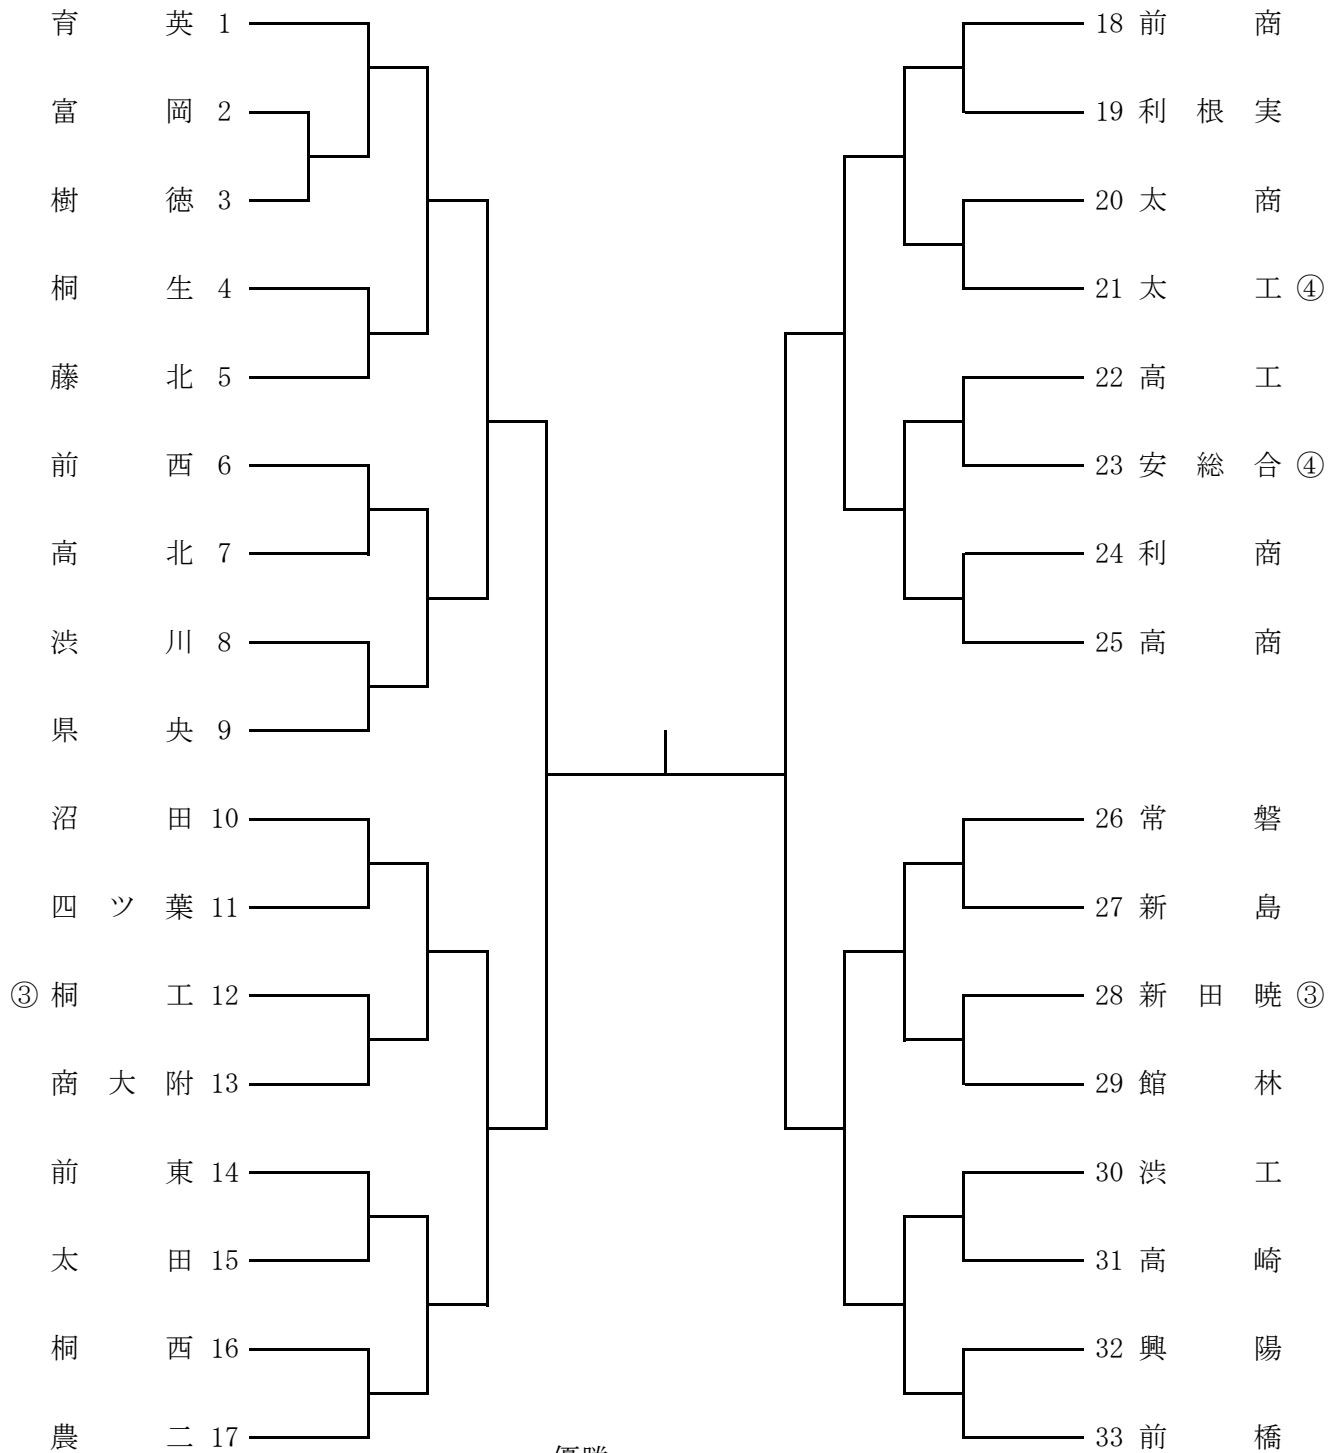 育英 1
富岡 2
樹徳 3
桐生 4
藤北 5
前西 6
高北 7
渋川 8
県央 9
沼田 10
四ツ葉 11
③ 桐工 12
商大附 13
前東 14
太田 15
桐西 16
農二 17
18 前商
19 利根実
20 太商
21 太工 ④
22 高工
23 安総合 ④
24 利商
25 高商
26 常磐
27 新島
28 新田暁 ③
29 館林
30 渋工
31 高崎
32 興陽
33 前橋
優勝